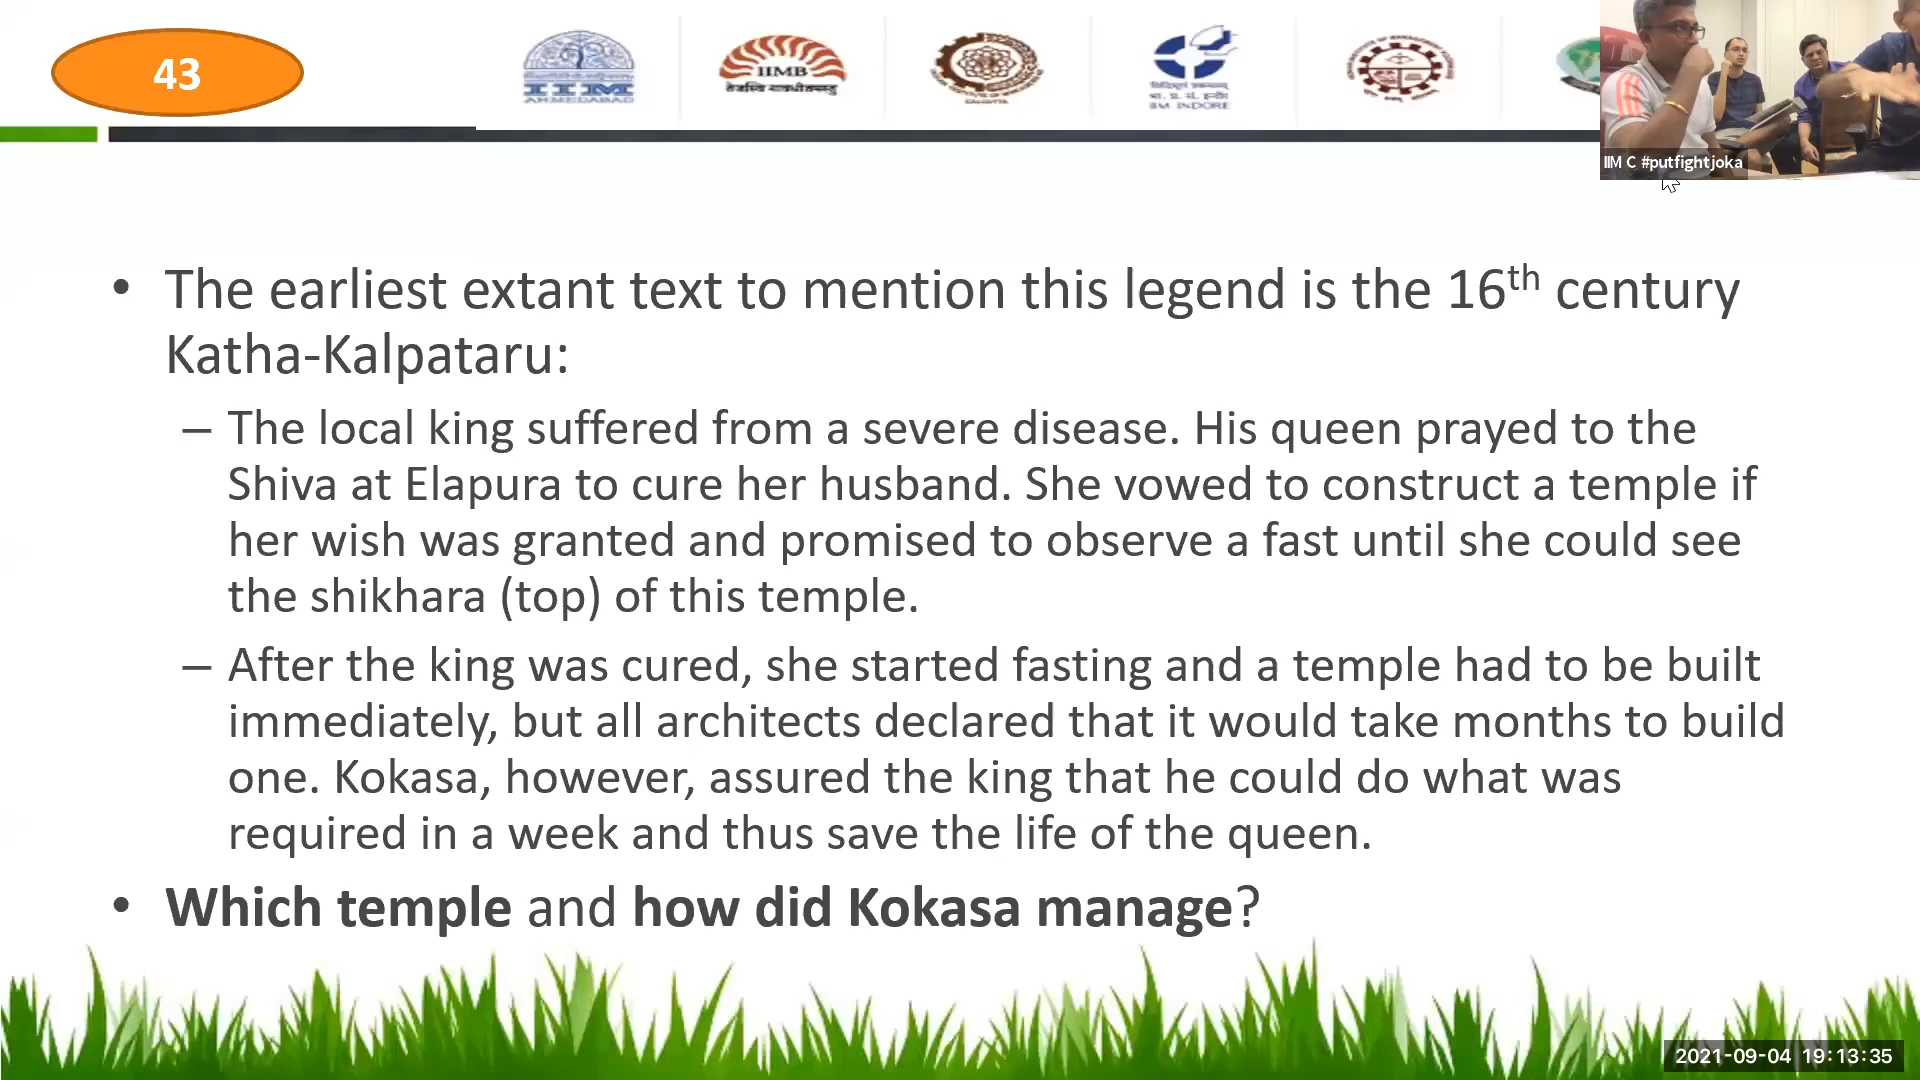 43
IIM
AHMEDABAD
IIMB
IIM INDORE
IIM C #putfightjoka
• The earliest extant text to mention this legend is the 16th century
Katha-Kalpataru:
– The local king suffered from a severe disease. His queen prayed to the
Shiva at Elapura to cure her husband. She vowed to construct a temple if
her wish was granted and promised to observe a fast until she could see
the shikhara (top) of this temple.
– After the king was cured, she started fasting and a temple had to be built
immediately, but all architects declared that it would take months to build
one. Kokasa, however, assured the king that he could do what was
required in a week and thus save the life of the queen.
• Which temple and how did Kokasa manage?
2021-09-04 19:13:35